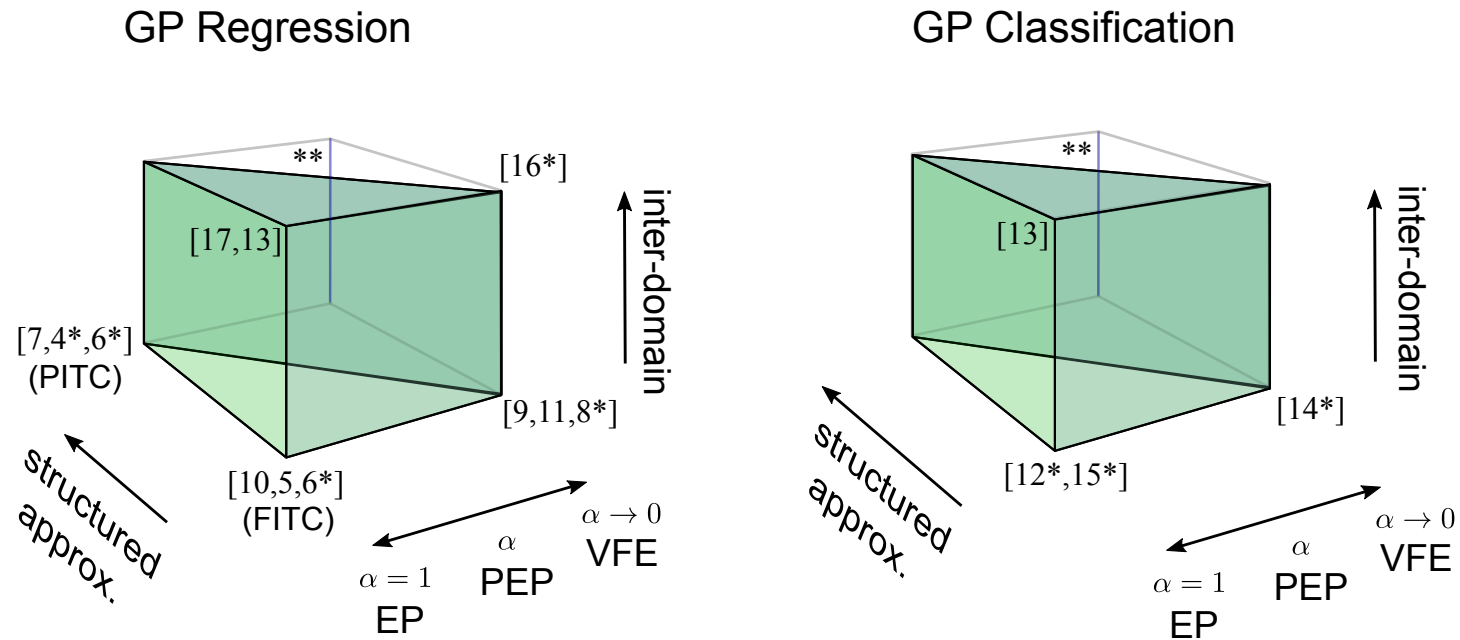 GP Regression
**
[16*]
[17,13]
inter-domain
[7,4*,6*]
(PITC)
[9,11,8*]
structured
approx.
[10,5,6*]
(FITC)
α → 0
VFE
α
PEP
α = 1
EP
GP Classification
**
[13]
inter-domain
[14*]
structured
approx.
[12*,15*]
α → 0
VFE
α
PEP
α = 1
EP